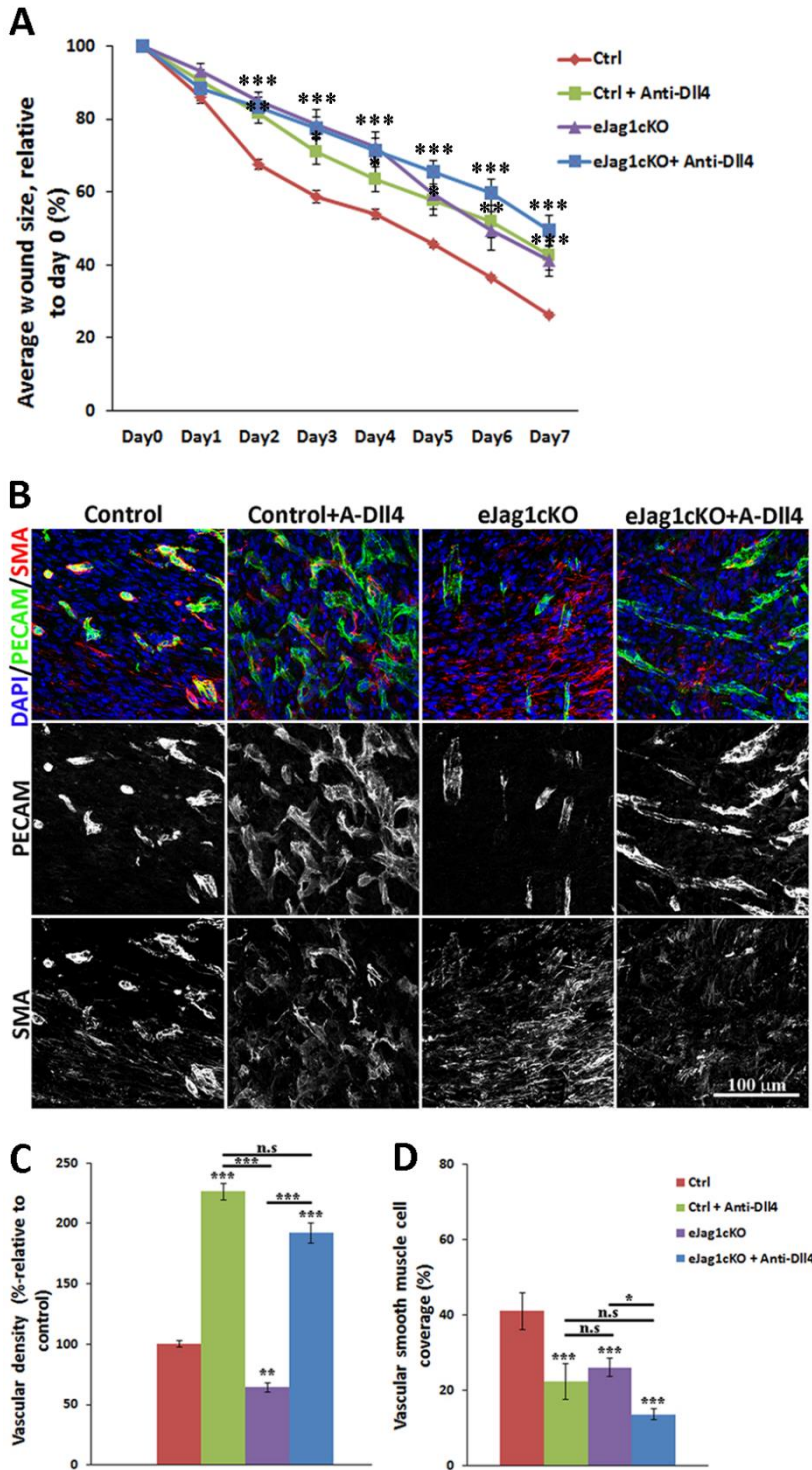 A
Average wound size, relative
to day 0 (%)
100
80
60
40
20
0
Day0 Day1 Day2 Day3 Day4 Day5 Day6 Day7
***
**
***
*
***
*
***
*
***
**
***
***
Ctrl
Ctrl + Anti-Dll4
eJag1cKO
eJag1cKO+ Anti-Dll4
B
Control Control+A-Dll4 eJag1cKO eJag1cKO+A-Dll4
DAPI/PECAM/SMA
PECAM
SMA
100 µm
C
Vascular density (%-relative to
control)
250
200
150
100
50
0
n.s
***
***
***
***
**
D
Vascular smooth muscle cell
coverage (%)
80
60
40
20
0
*
n.s
n.s
***
***
***
Ctrl
Ctrl + Anti-Dll4
eJag1cKO
eJag1cKO + Anti-Dll4